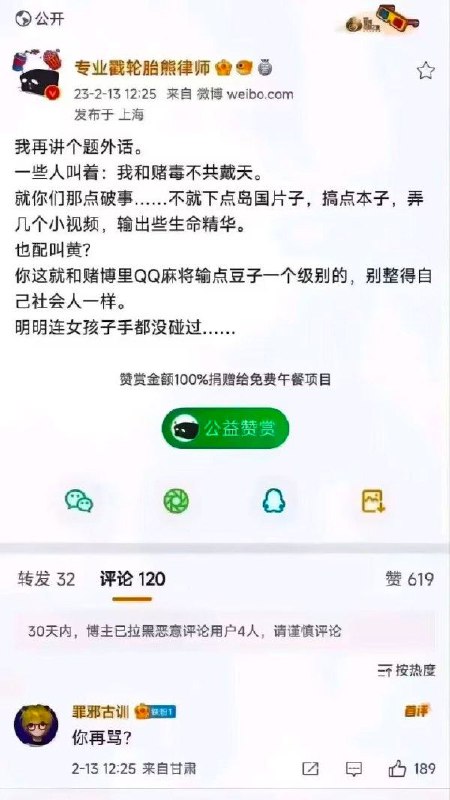 公开
专业戳轮胎熊律师
23-2-13 12:25 来自 微博 weibo.com
发布于 上海
我再讲个题外话。
一些人叫着：我和赌毒不共戴天。
就你们那点破事……不就下点岛国片子，搞点本子，弄
几个小视频，输出些生命精华。
也配叫黄？
你这就和赌博里QQ麻将输点豆子一个级别的，别整得自
己社会人一样。
明明连女孩子手都没碰过……
赞赏金额100%捐赠给免费午餐项目
公益赞赏
转发 32 评论 120 赞 619
30天内，博主已拉黑恶意评论用户4人，请谨慎评论
按热度
罪邪古训 铁粉1 首评
你再骂？
2-13 12:25 来自甘肃 189